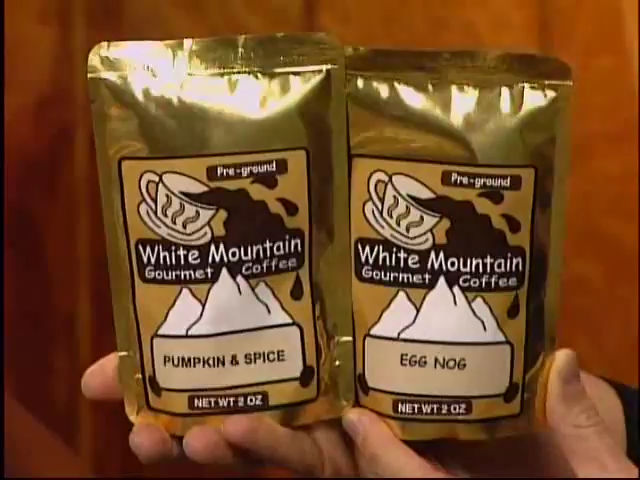 Pre-ground
White Mountain
Gourmet Coffee
PUMPKIN & SPICE
NET WT 2 OZ
Pre-ground
White Mountain
Gourmet Coffee
EGG NOG
NET WT 2 OZ